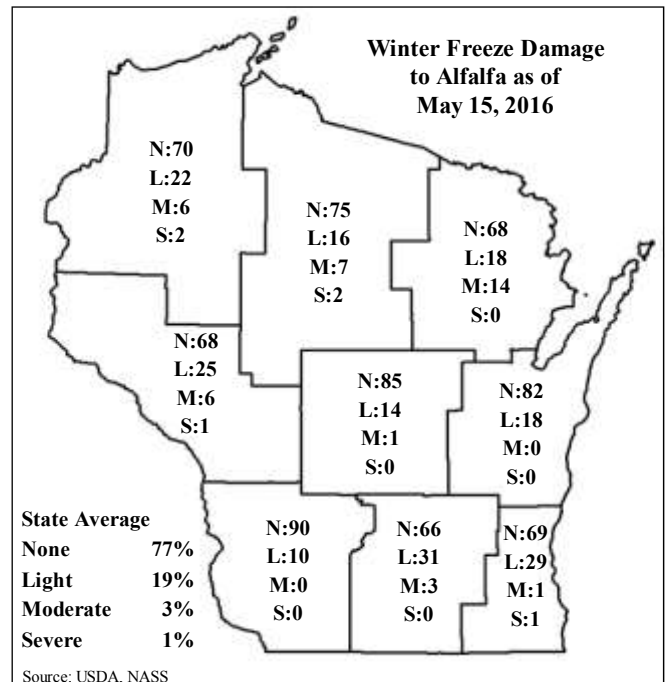 Winter Freeze Damage
to Alfalfa as of
May 15, 2016
N:70
L:22
M:6
S:2
N:75
L:16
M:7
S:2
N:68
L:18
M:14
S:0
N:68
L:25
M:6
S:1
N:85
L:14
M:1
S:0
N:82
L:18
M:0
S:0
N:90
L:10
M:0
S:0
N:66
L:31
M:3
S:0
N:69
L:29
M:1
S:1
State Average
None 77%
Light 19%
Moderate 3%
Severe 1%
Source: USDA, NASS